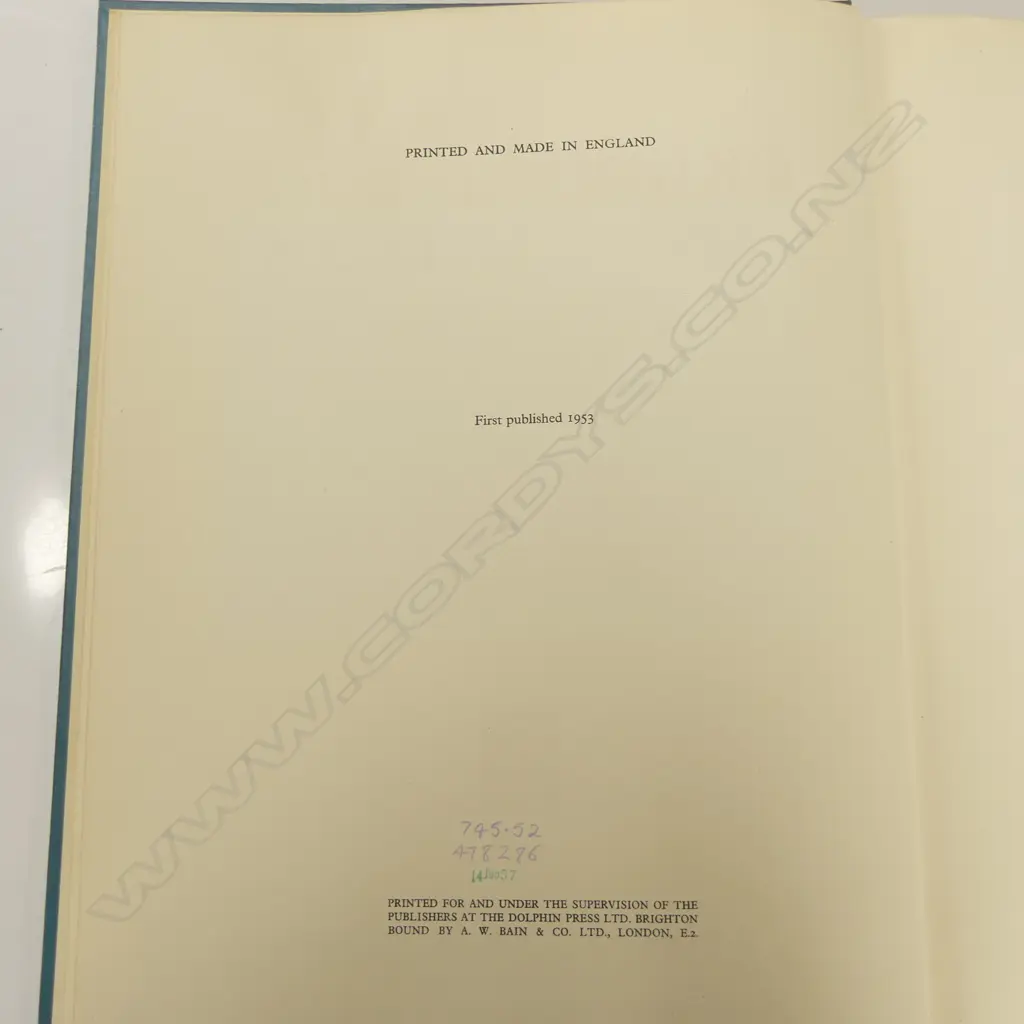 PRINTED AND MADE IN ENGLAND
WWW.CORDYS.CO.NZ
First published 1953
745.52
478296
PRINTED FOR AND UNDER THE SUPERVISION OF THE
PUBLISHERS AT THE DOLPHIN PRESS LTD. BRIGHTON
BOUND BY A. W. BAIN & CO. LTD., LONDON, E.2.